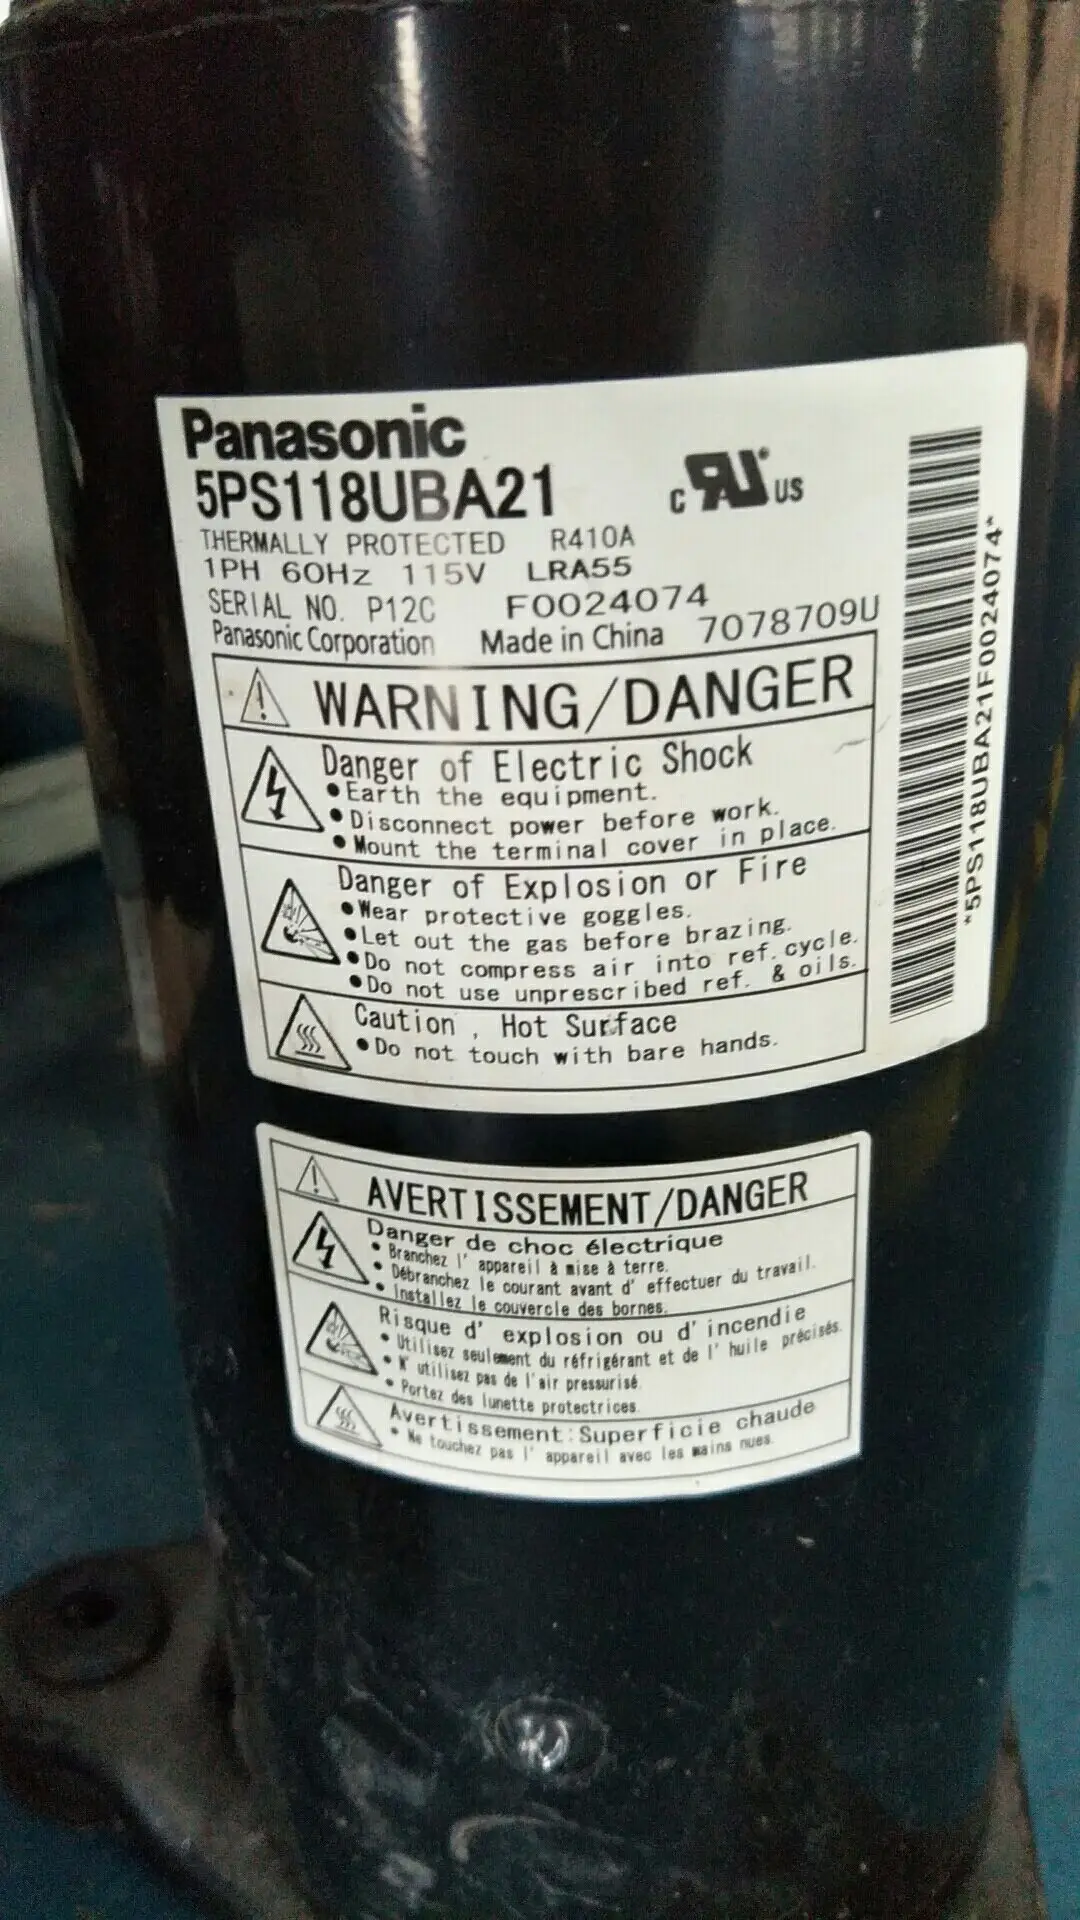 Panasonic
5PS118UBA21
C RU US
THERMALLY PROTECTED R410A
1PH 60Hz 115V LRA55
SERIAL NO. P12C F0024074
Panasonic Corporation Made in China 7078709U
*5PS118UBA21F0024074*
WARNING/DANGER
Danger of Electric Shock
●Earth the equipment.
●Disconnect power before work.
●Mount the terminal cover in place.
Danger of Explosion or Fire
●Wear protective goggles.
●Let out the gas before brazing.
●Do not compress air into ref. cycle.
●Do not use unprescribed ref. & oils.
Caution , Hot Surface
●Do not touch with bare hands.
AVERTISSEMENT/DANGER
Danger de choc électrique
• Branchez l' appareil à mise à terre.
• Débranchez le courant avant d' effectuer du travail.
• Installez le couvercle des bornes.
Risque d' explosion ou d' incendie
• Utilisez seulement du réfrigérant et de l' huile précisés.
• N' utilisez pas de l'air pressurisé.
• Portez des lunette protectrices.
Avertissement:Superficie chaude
• Ne touchez pas l' appareil avec les mains nues.